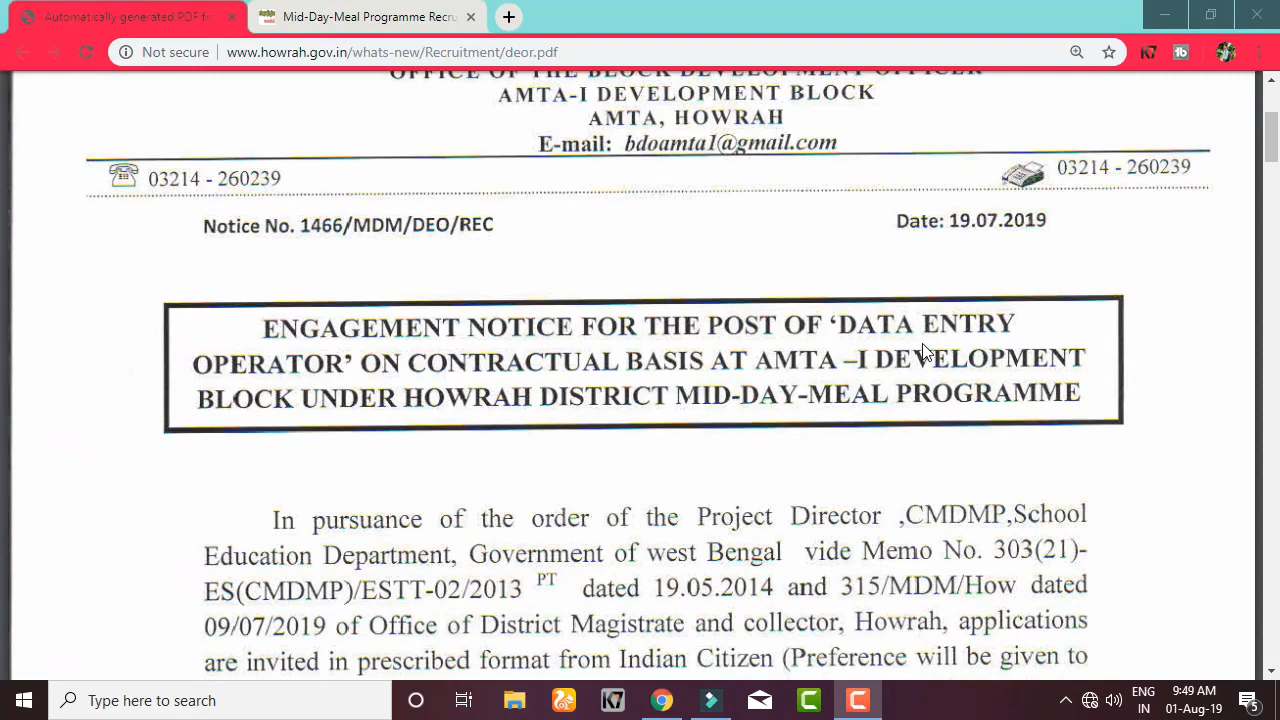 Automatically generated PDF f
Mid-Day-Meal Programme Recru
Not secure
www.howrah.gov.in/whats-new/Recruitment/deor.pdf
OFFICE OF THE BLOCK DEVELOPMENT OFFICER
AMTA-I DEVELOPMENT BLOCK
AMTA, HOWRAH
E-mail: bdoamta1@gmail.com
03214 - 260239
03214 - 260239
Notice No. 1466/MDM/DEO/REC
Date: 19.07.2019
ENGAGEMENT NOTICE FOR THE POST OF ‘DATA ENTRY
OPERATOR’ ON CONTRACTUAL BASIS AT AMTA –I DEVELOPMENT
BLOCK UNDER HOWRAH DISTRICT MID-DAY-MEAL PROGRAMME
In pursuance of the order of the Project Director ,CMDMP,School
Education Department, Government of west Bengal vide Memo No. 303(21)-
ES(CMDMP)/ESTT-02/2013 PT dated 19.05.2014 and 315/MDM/How dated
09/07/2019 of Office of District Magistrate and collector, Howrah, applications
are invited in prescribed format from Indian Citizen (Preference will be given to
Type here to search
K7
ENG
IN
9:49 AM
01-Aug-19
5